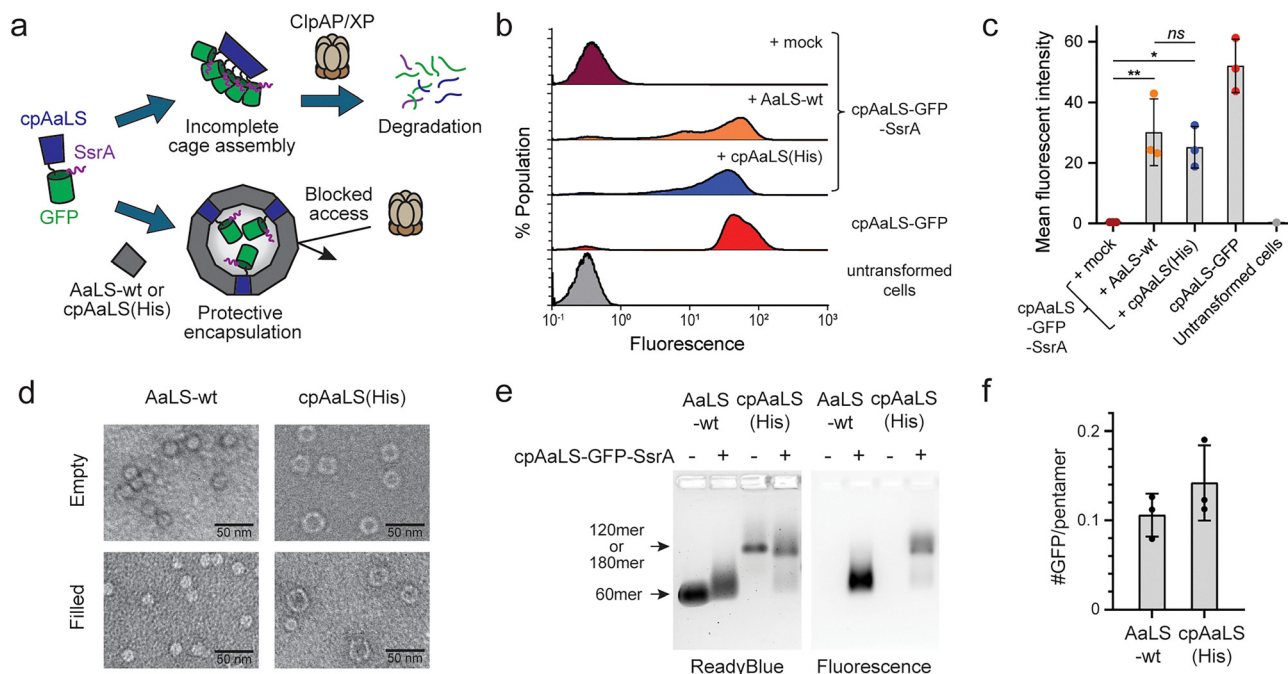 a
ClpAP/XP
cpAaLS
SsrA
GFP
Incomplete
cage assembly
Degradation
Blocked
access
AaLS-wt or
cpAaLS(His)
Protective
encapsulation
b
% Population
+ mock
+ AaLS-wt
+ cpAaLS(His)
cpAaLS-GFP
-SsrA
cpAaLS-GFP
untransformed
cells
10-1 10⁰ 10¹ 10² 10³
Fluorescence
c
Mean fluorescent intensity
60
40
20
0
ns
*
**
+ mock
+ AaLS-wt
+ cpAaLS(His)
cpAaLS-GFP
Untransformed cells
cpAaLS
-GFP
-SsrA
d
AaLS-wt cpAaLS(His)
Empty
50 nm 50 nm
Filled
50 nm 50 nm
e
AaLS cpAaLS AaLS cpAaLS
-wt (His) -wt (His)
cpAaLS-GFP-SsrA - + - + - + - +
120mer
or
180mer
60mer
ReadyBlue Fluorescence
f
#GFP/pentamer
0.2
0.1
0
AaLS cpAaLS
-wt (His)